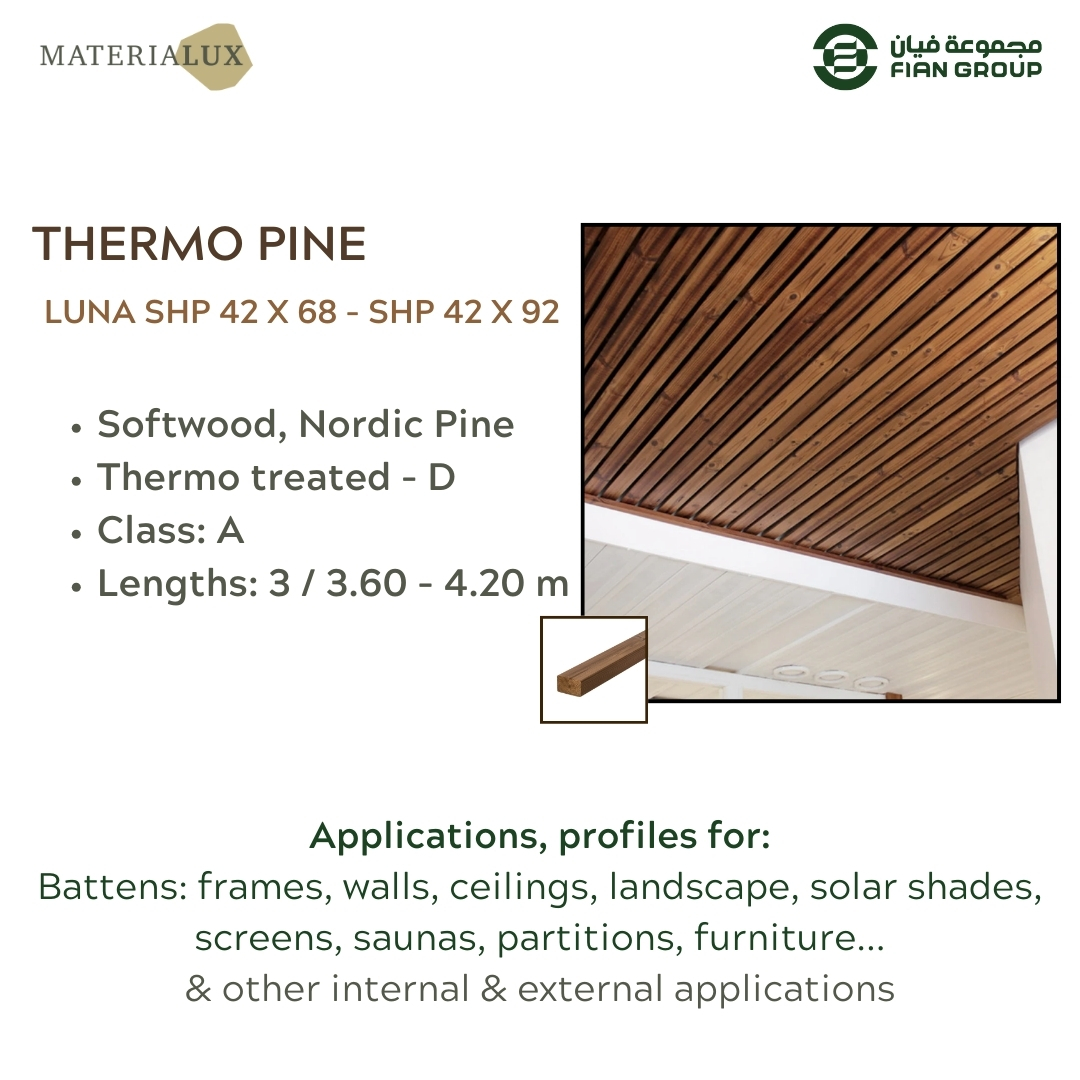 MATERIALUX
مجموعة فيان
FIAN GROUP
THERMO PINE
LUNA SHP 42 X 68 - SHP 42 X 92
• Softwood, Nordic Pine
• Thermo treated - D
• Class: A
• Lengths: 3 / 3.60 - 4.20 m
Applications, profiles for:
Battens: frames, walls, ceilings, landscape, solar shades,
screens, saunas, partitions, furniture...
& other internal & external applications